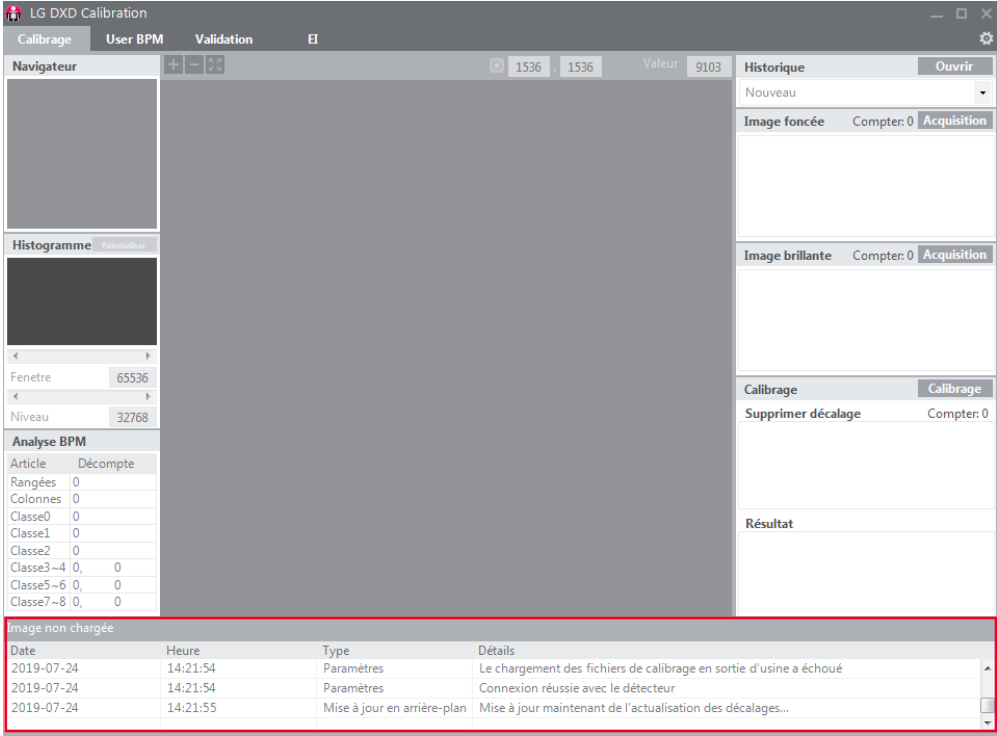 LG DXD Calibration
Calibrage User BPM Validation EI
Navigateur
1536 . 1536 Valeur 9103
Historique Ouvrir
Nouveau
Image foncée Compter: 0 Acquisition
Histogramme Réinitialiser
Image brillante Compter: 0 Acquisition
Fenetre 65536
Niveau 32768
Calibrage Calibrage
Supprimer décalage Compter: 0
Analyse BPM
Article Décompte
Rangées 0
Colonnes 0
Classe0 0
Classe1 0
Classe2 0
Classe3~4 0, 0
Classe5~6 0, 0
Classe7~8 0, 0
Résultat
Image non chargée
Date Heure Type Détails
2019-07-24 14:21:54 Paramètres Le chargement des fichiers de calibrage en sortie d'usine a échoué
2019-07-24 14:21:54 Paramètres Connexion réussie avec le détecteur
2019-07-24 14:21:55 Mise à jour en arrière-plan Mise à jour maintenant de l'actualisation des décalages...